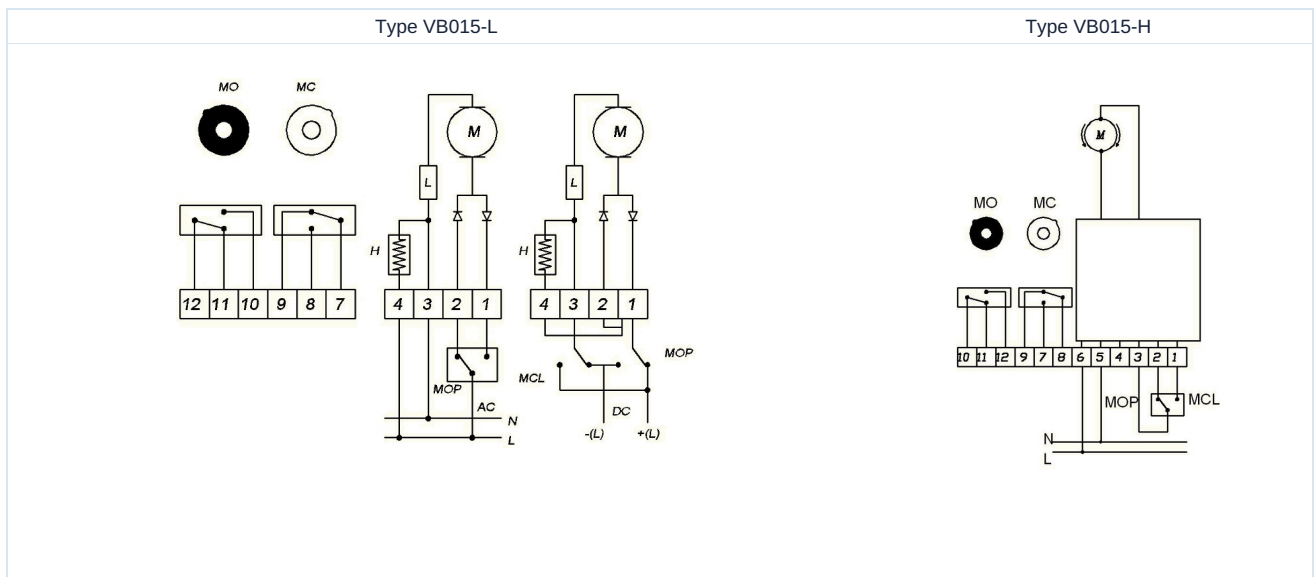 Type VB015-L
Type VB015-H
MO MC
M M
L L
H H
12 11 10 9 8 7
4 3 2 1
4 3 2 1
MOP
AC
N
L
MOP
MCL
DC
-(L) +(L)
M
MO MC
10 11 12 9 7 8 6 5 4 3 2 1
MOP MCL
N
L